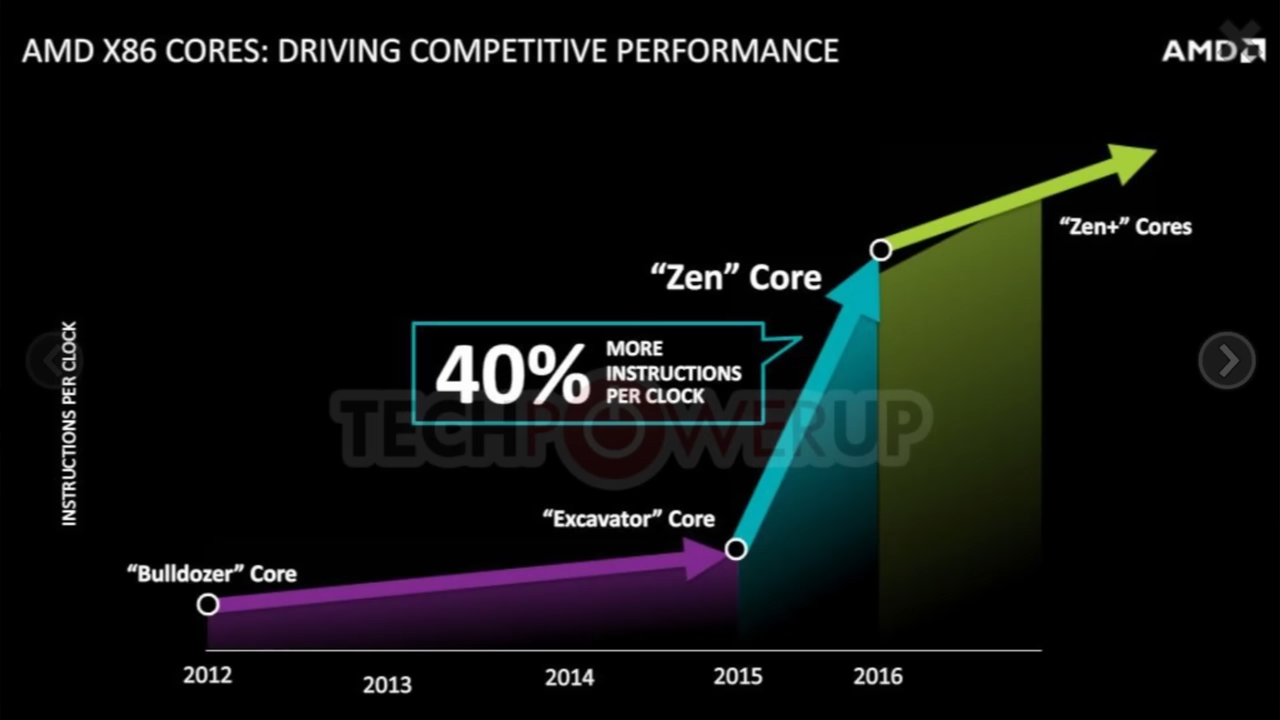 AMD X86 CORES: DRIVING COMPETITIVE PERFORMANCE
AMD
"Zen+" Cores
"Zen" Core
40%
MORE
INSTRUCTIONS
PER CLOCK
TECHPOWERUP
INSTRUCTIONS PER CLOCK
"Excavator" Core
"Bulldozer" Core
2012
2013
2014
2015
2016